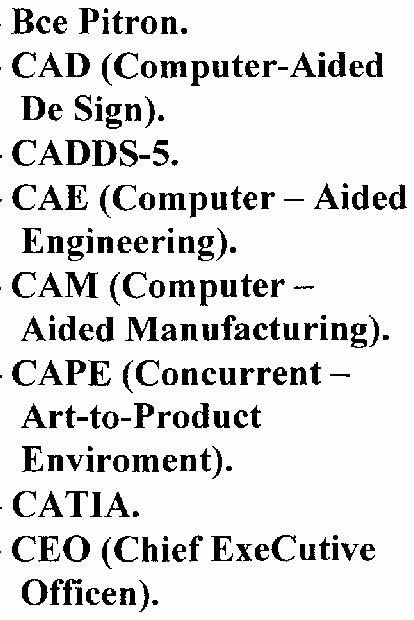 - Bce Pitron.
- CAD (Computer-Aided
De Sign).
- CADDS-5.
- CAE (Computer – Aided
Engineering).
- CAM (Computer –
Aided Manufacturing).
- CAPE (Concurrent –
Art-to-Product
Enviroment).
- CATIA.
- CEO (Chief ExeCutive
Officen).